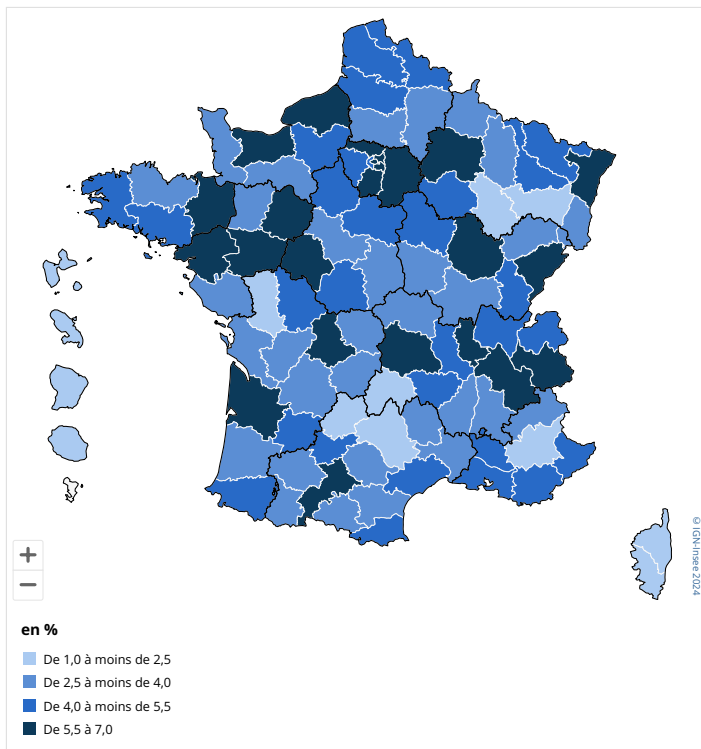 © IGN-Insee 2024
+
−
en %
De 1,0 à moins de 2,5
De 2,5 à moins de 4,0
De 4,0 à moins de 5,5
De 5,5 à 7,0